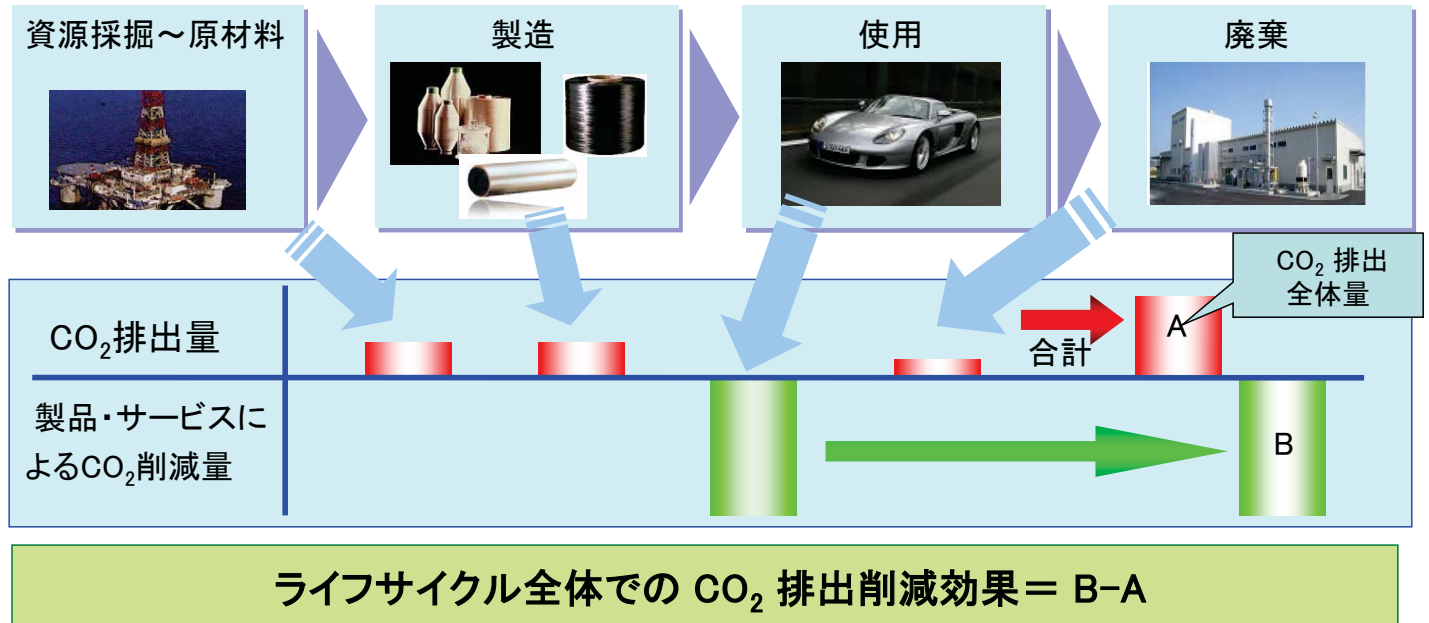 資源採掘～原材料
製造
使用
廃棄
CO₂ 排出
全体量
CO₂排出量
合計
A
製品・サービスに
よるCO₂削減量
B
ライフサイクル全体での CO₂ 排出削減効果＝ B−A